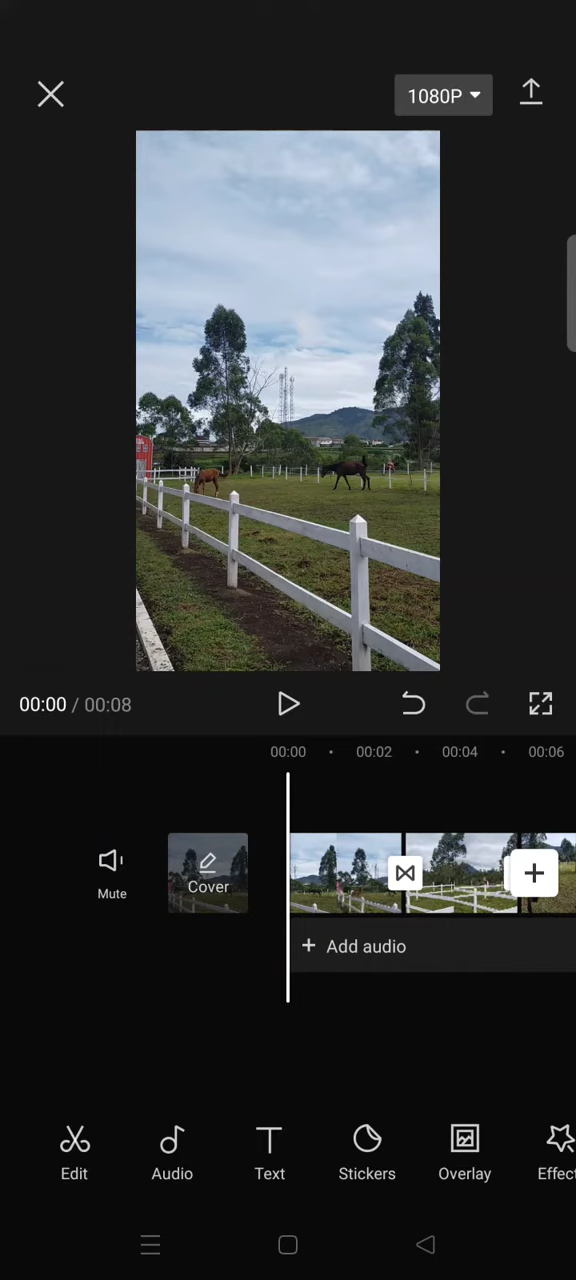 1080P
00:00 / 00:08
00:00 • 00:02 • 00:04 • 00:06
Mute
Cover
+ Add audio
Edit Audio Text Stickers Overlay Effect